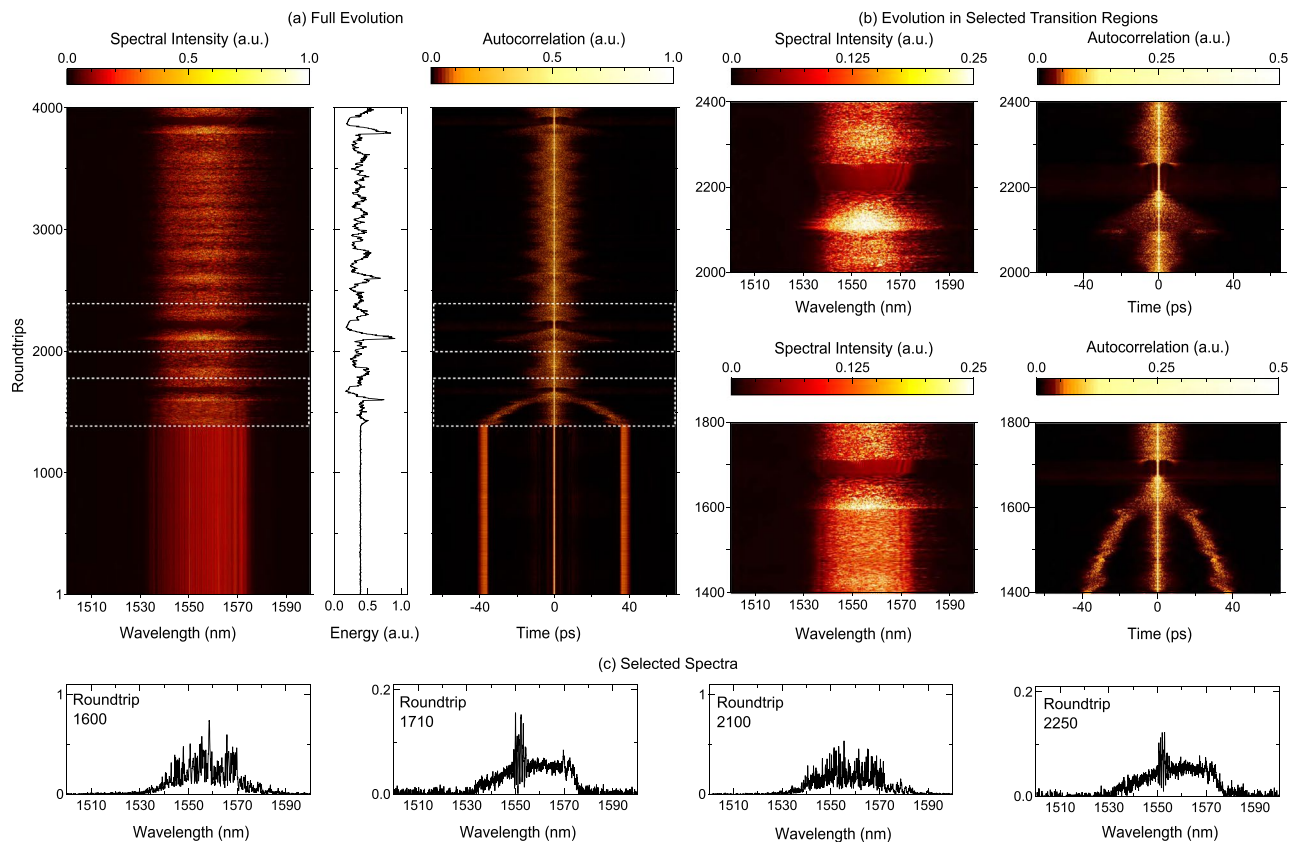 (a) Full Evolution
Spectral Intensity (a.u.)
0.0 0.5 1.0
Autocorrelation (a.u.)
0.0 0.5 1.0
Roundtrips
4000
3000
2000
1000
1
1510 1530 1550 1570 1590
Wavelength (nm)
0.0 0.5 1.0
Energy (a.u.)
-40 0 40
Time (ps)
(b) Evolution in Selected Transition Regions
Spectral Intensity (a.u.)
0.0 0.125 0.25
Autocorrelation (a.u.)
0.0 0.25 0.5
2400
2200
2000
1510 1530 1550 1570 1590
Wavelength (nm)
2400
2200
2000
-40 0 40
Time (ps)
Spectral Intensity (a.u.)
0.0 0.125 0.25
Autocorrelation (a.u.)
0.0 0.25 0.5
1800
1600
1400
1510 1530 1550 1570 1590
Wavelength (nm)
1800
1600
1400
-40 0 40
Time (ps)
(c) Selected Spectra
1
0
Roundtrip
1600
1510 1530 1550 1570 1590
Wavelength (nm)
0.2
0.0
Roundtrip
1710
1510 1530 1550 1570 1590
Wavelength (nm)
1
0
Roundtrip
2100
1510 1530 1550 1570 1590
Wavelength (nm)
0.2
0.0
Roundtrip
2250
1510 1530 1550 1570 1590
Wavelength (nm)